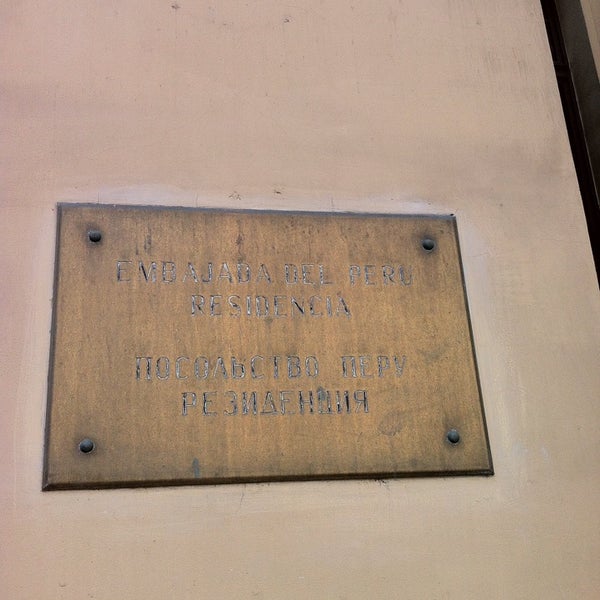 EMBAJADA DEL PERU
RESIDENCIA
ПОСОЛЬСТВО ПЕРУ
РЕЗИДЕНЦИЯ